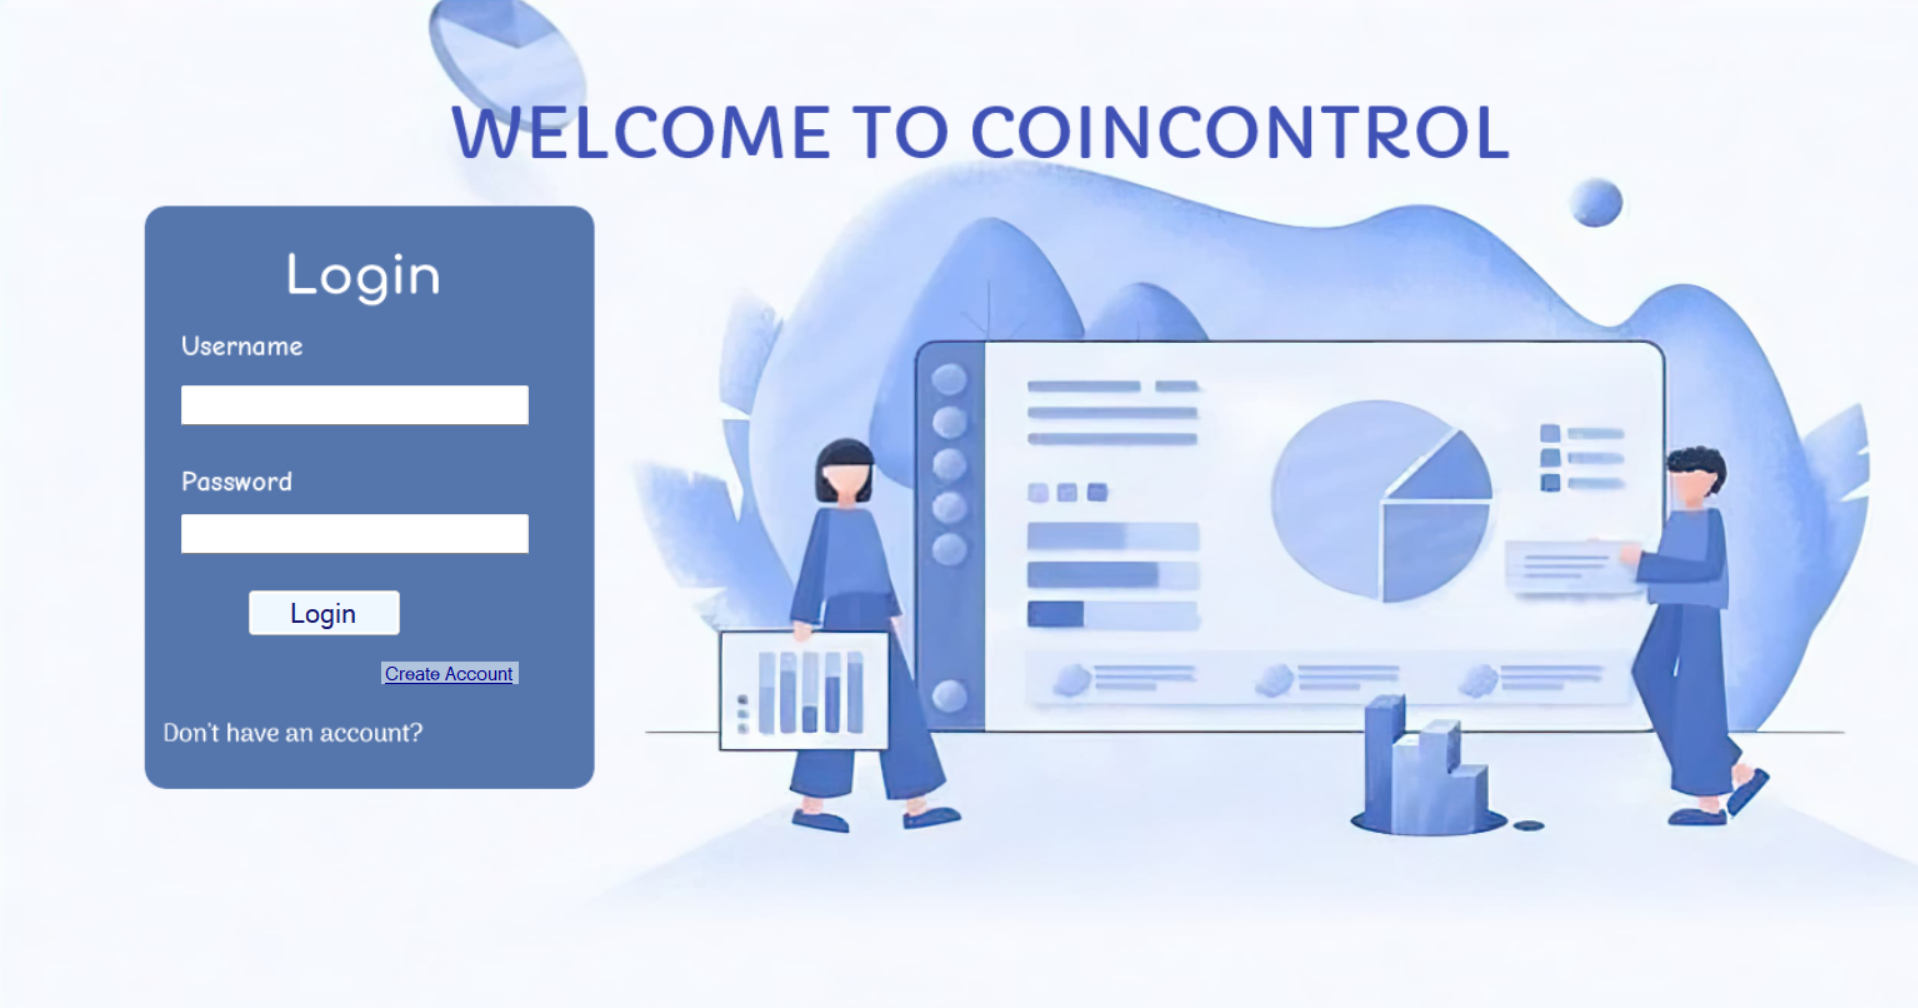 WELCOME TO COINCONTROL
Login
Username
Password
Login
Create Account
Don't have an account?